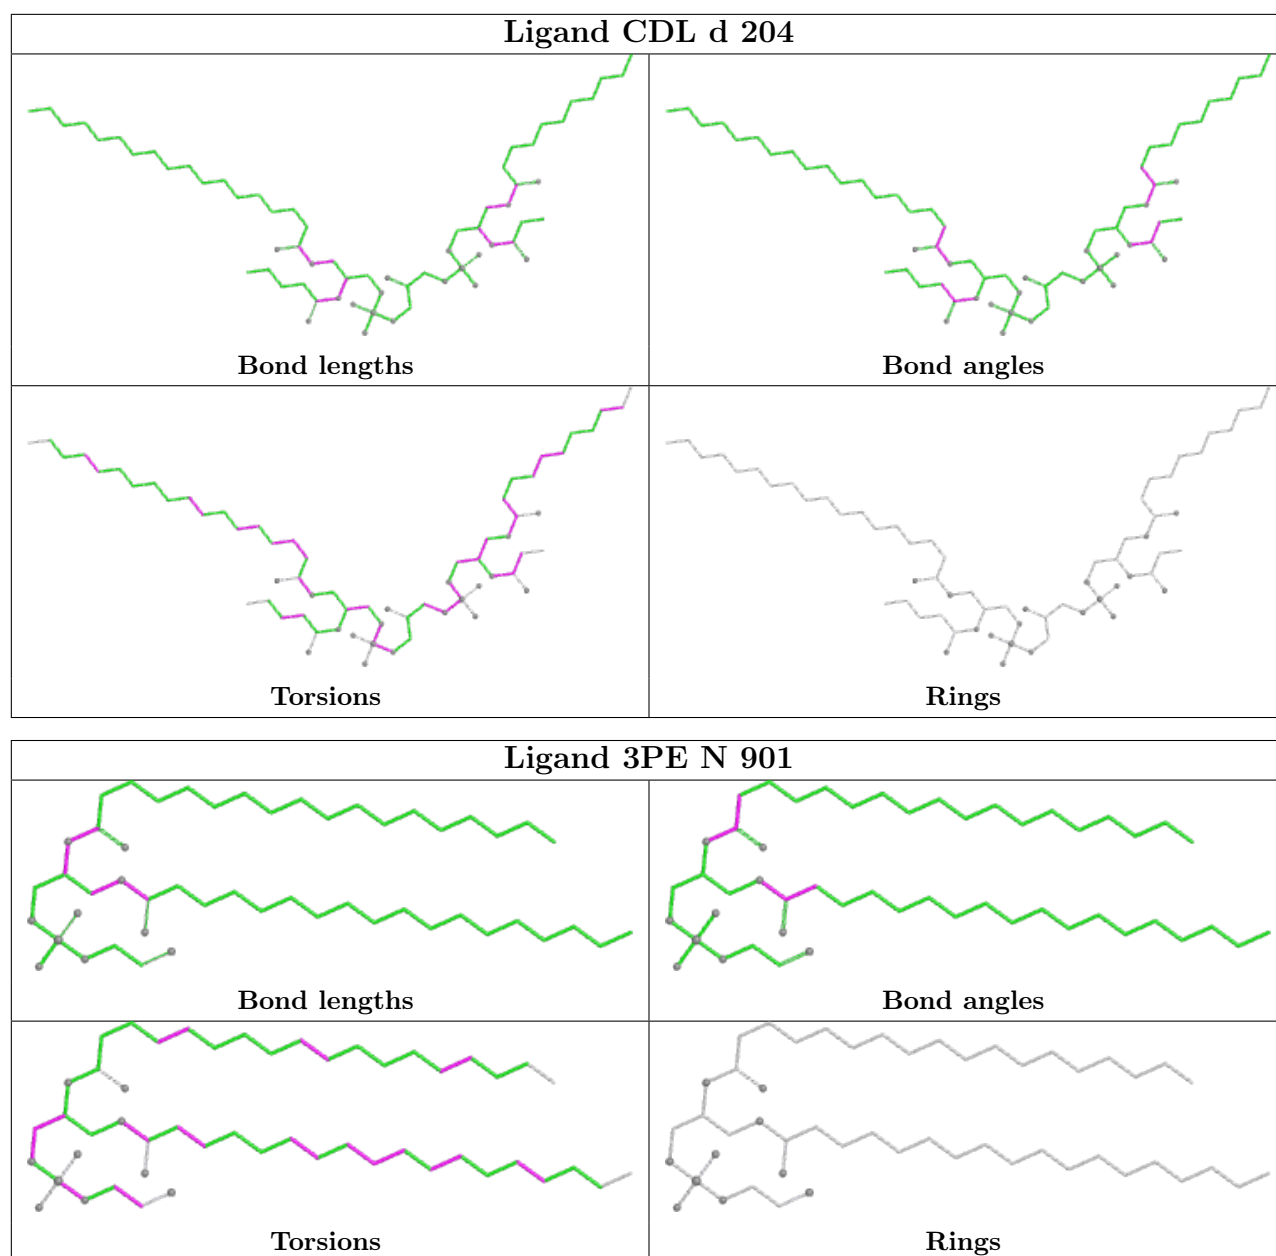 Ligand CDL d 204
Bond lengths
Bond angles
Torsions
Rings
Ligand 3PE N 901
Bond lengths
Bond angles
Torsions
Rings